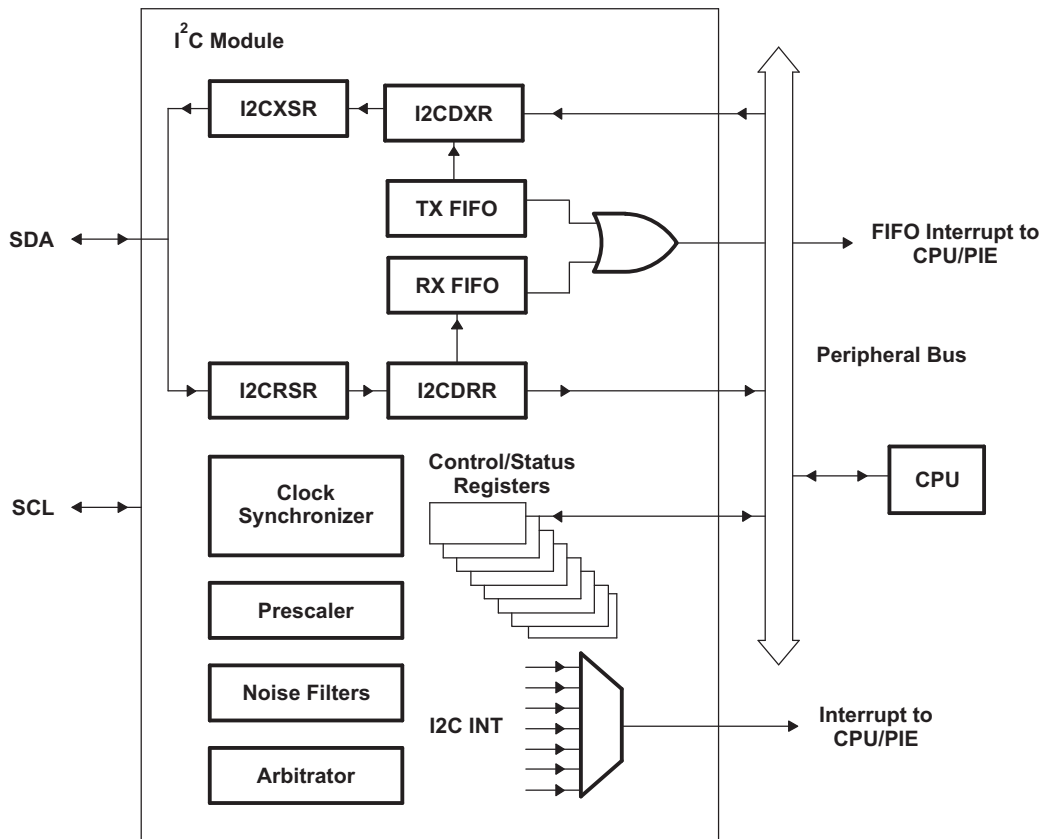 I2C Module
I2CXSR
I2CDXR
TX FIFO
SDA
FIFO Interrupt to
CPU/PIE
RX FIFO
Peripheral Bus
I2CRSR
I2CDRR
Control/Status
Registers
CPU
SCL
Clock
Synchronizer
Prescaler
Noise Filters
I2C INT
Interrupt to
CPU/PIE
Arbitrator